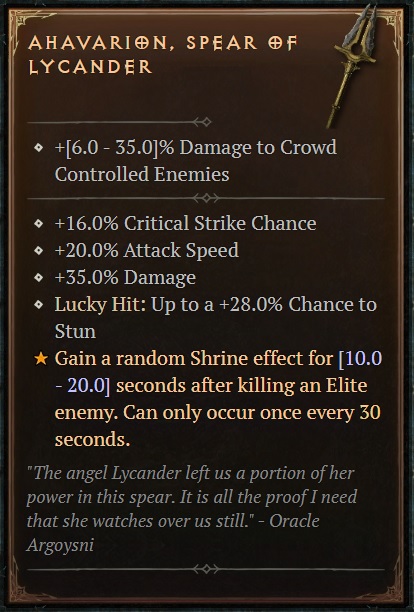 AHAVARION, SPEAR OF
LYCANDER
+[6.0 - 35.0]% Damage to Crowd
Controlled Enemies
+16.0% Critical Strike Chance
+20.0% Attack Speed
+35.0% Damage
Lucky Hit: Up to a +28.0% Chance to
Stun
Gain a random Shrine effect for [10.0
- 20.0] seconds after killing an Elite
enemy. Can only occur once every 30
seconds.
"The angel Lycander left us a portion of her
power in this spear. It is all the proof I need
that she watches over us still." - Oracle
Argoysni